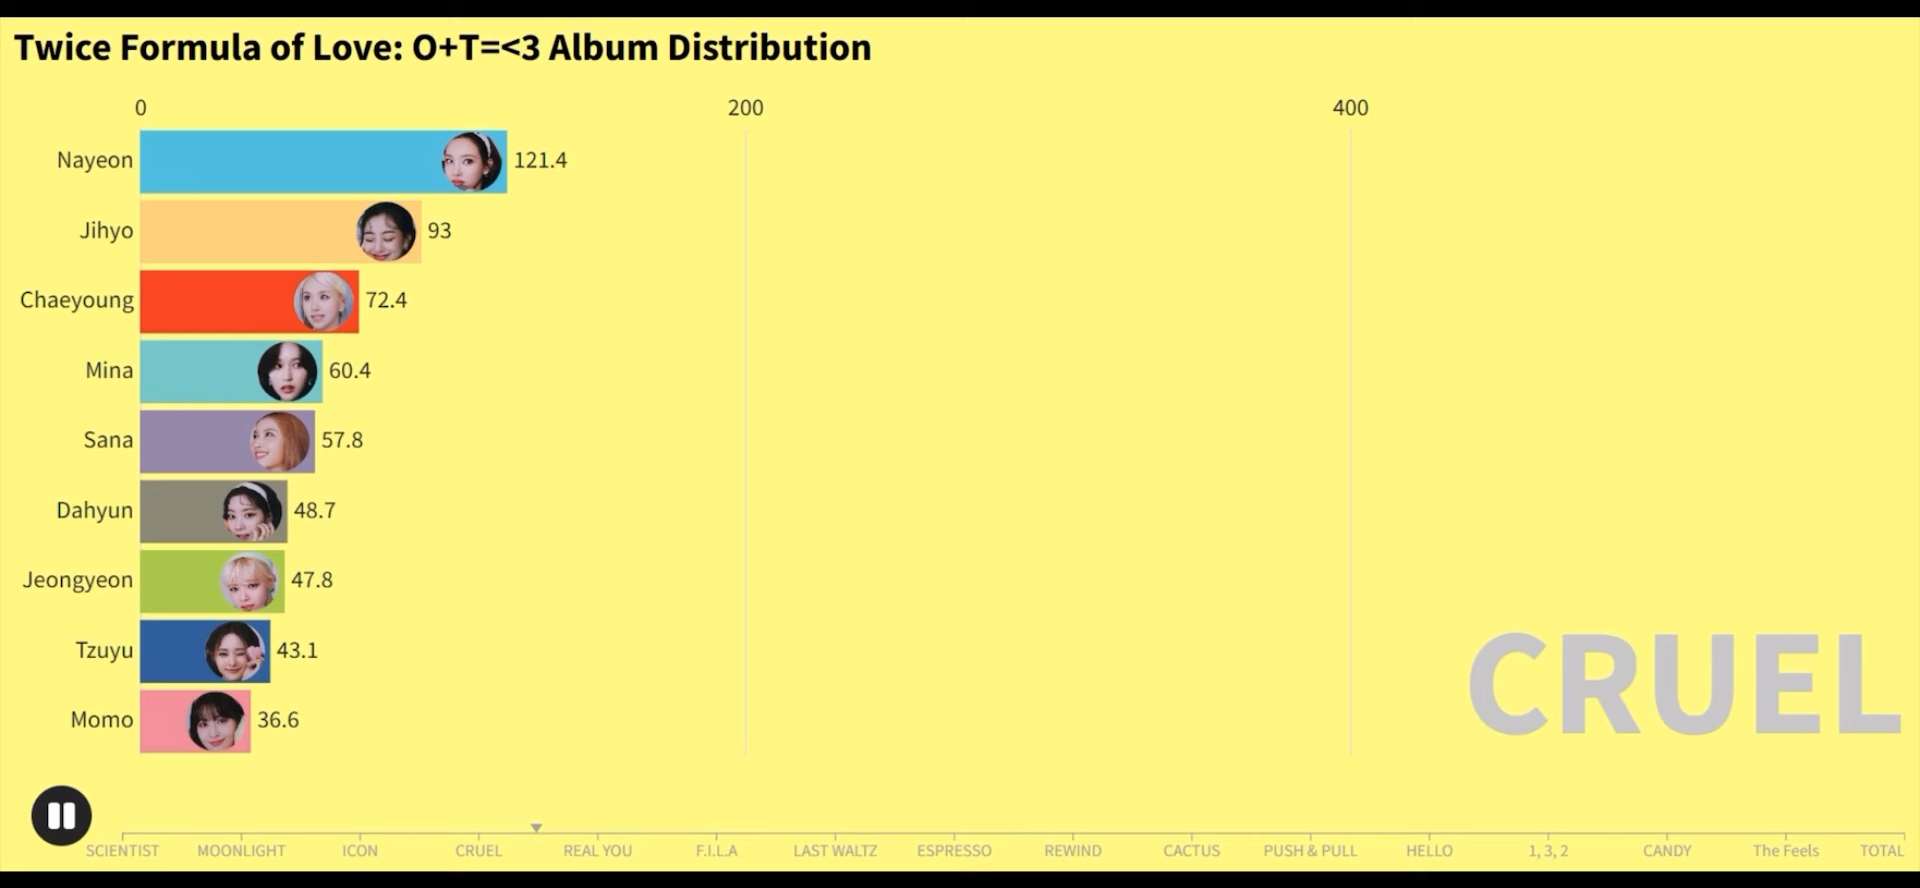 Twice Formula of Love: O+T=<3 Album Distribution
0 200 400
Nayeon 121.4
Jihyo 93
Chaeyoung 72.4
Mina 60.4
Sana 57.8
Dahyun 48.7
Jeongyeon 47.8
Tzuyu 43.1
Momo 36.6
CRUEL
SCIENTIST MOONLIGHT ICON CRUEL REAL YOU F.I.L.A LAST WALTZ ESPRESSO REWIND CACTUS PUSH & PULL HELLO 1, 3, 2 CANDY The Feels TOTAL